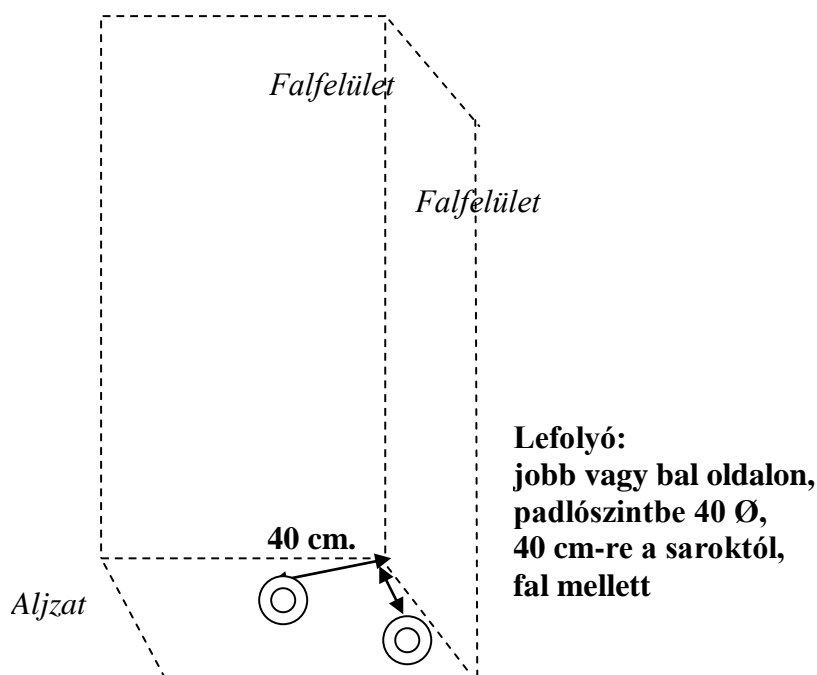 Falfelület
Falfelület
Lefolyó:
jobb vagy bal oldalon,
padlószintbe 40 Ø,
40 cm-re a saroktól,
fal mellett
40 cm.
Aljzat